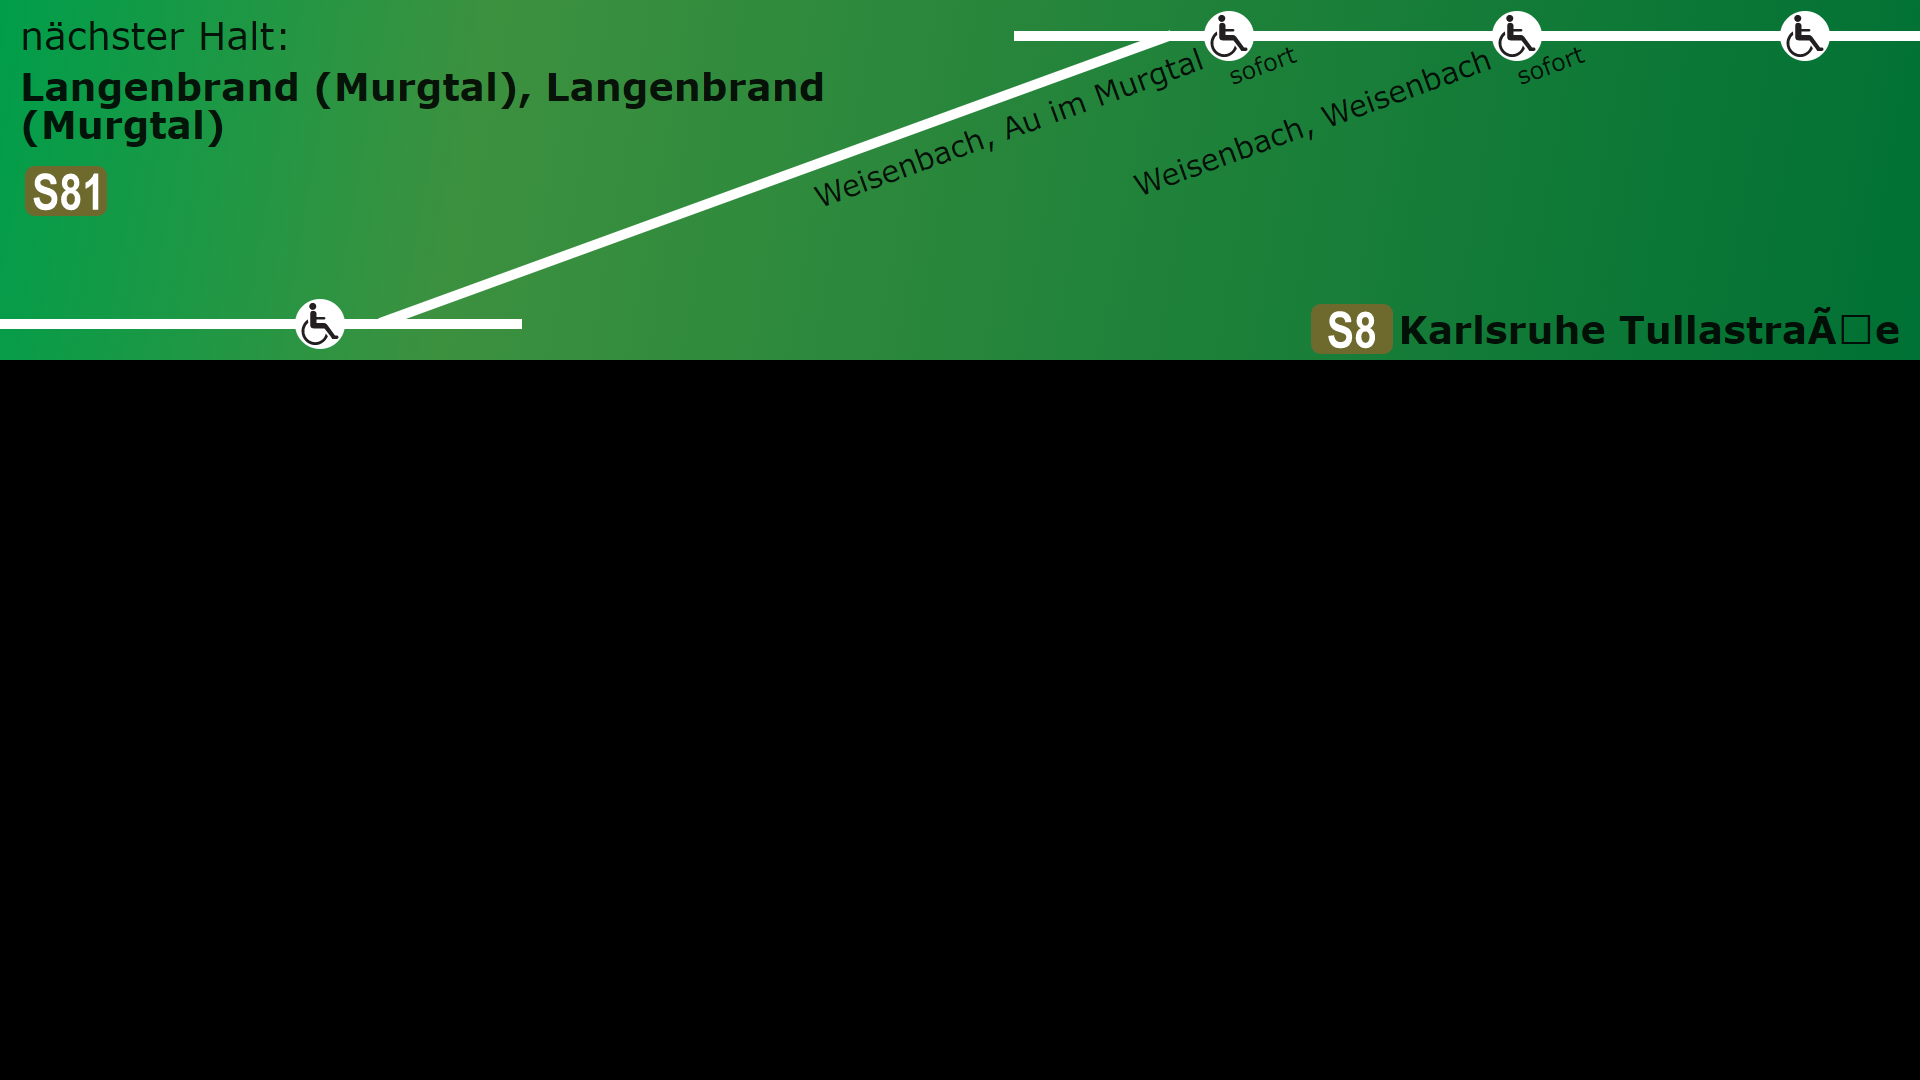 nächster Halt:
Langenbrand (Murgtal), Langenbrand
(Murgtal)
S81
Weisenbach, Au im Murgtal
sofort
Weisenbach, Weisenbach
sofort
S8 Karlsruhe TullastraÃ□e